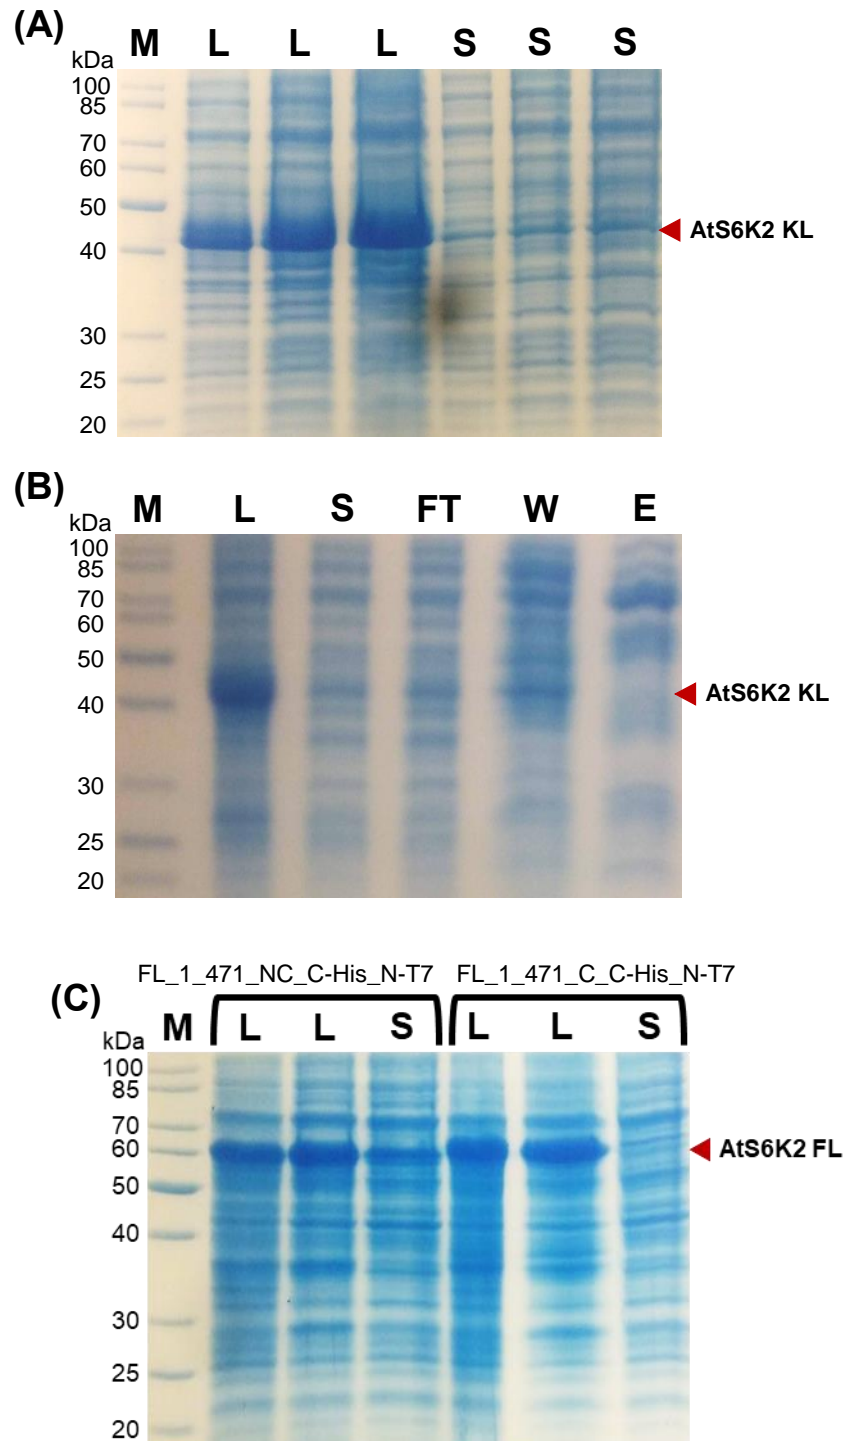 (A)
M L L L S S S
kDa
100
85
70
60
50
40
30
25
20
AtS6K2 KL
(B)
M L S FT W E
kDa
100
85
70
60
50
40
30
25
20
AtS6K2 KL
FL_1_471_NC_C-His_N-T7 FL_1_471_C_C-His_N-T7
(C)
M L L S L L S
kDa
100
85
70
60
50
40
30
25
20
AtS6K2 FL